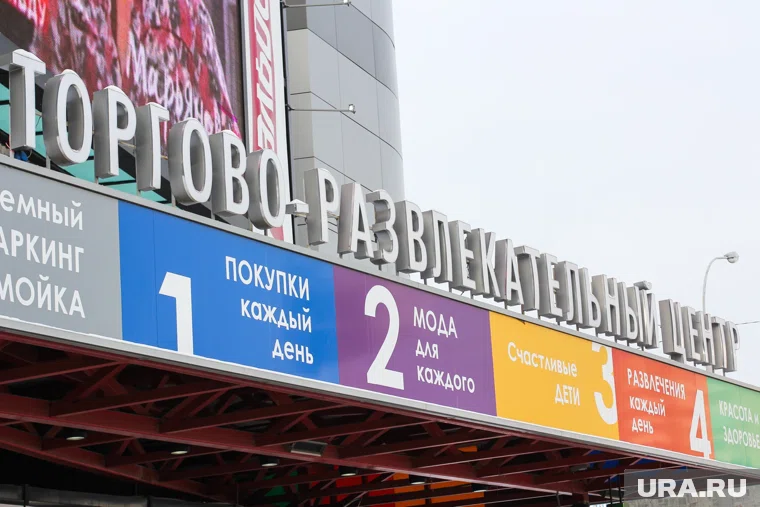 Марья
ТОРГОВО-РАЗВЛЕКАТЕЛЬНЫЙ ЦЕНТР
емный
аркинг
мойка
1
ПОКУПКИ
каждый
день
2
МОДА
для
каждого
Счастливые
ДЕТИ
3
РАЗВЛЕЧЕНИЯ
каждый
день
4
КРАСОТА и
ЗДОРОВЬЕ
URA.RU